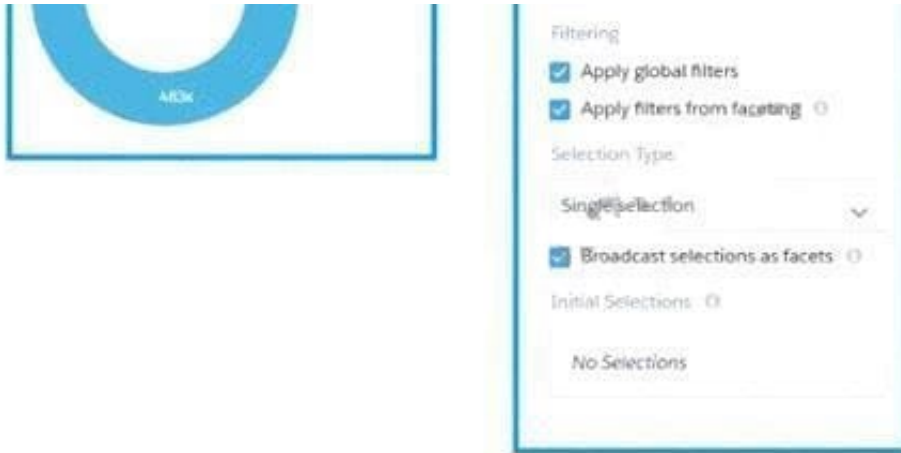 483K
Filtering
Apply global filters
Apply filters from faceting
Selection Type
Single selection
Broadcast selections as facets
Initial Selections
No Selections